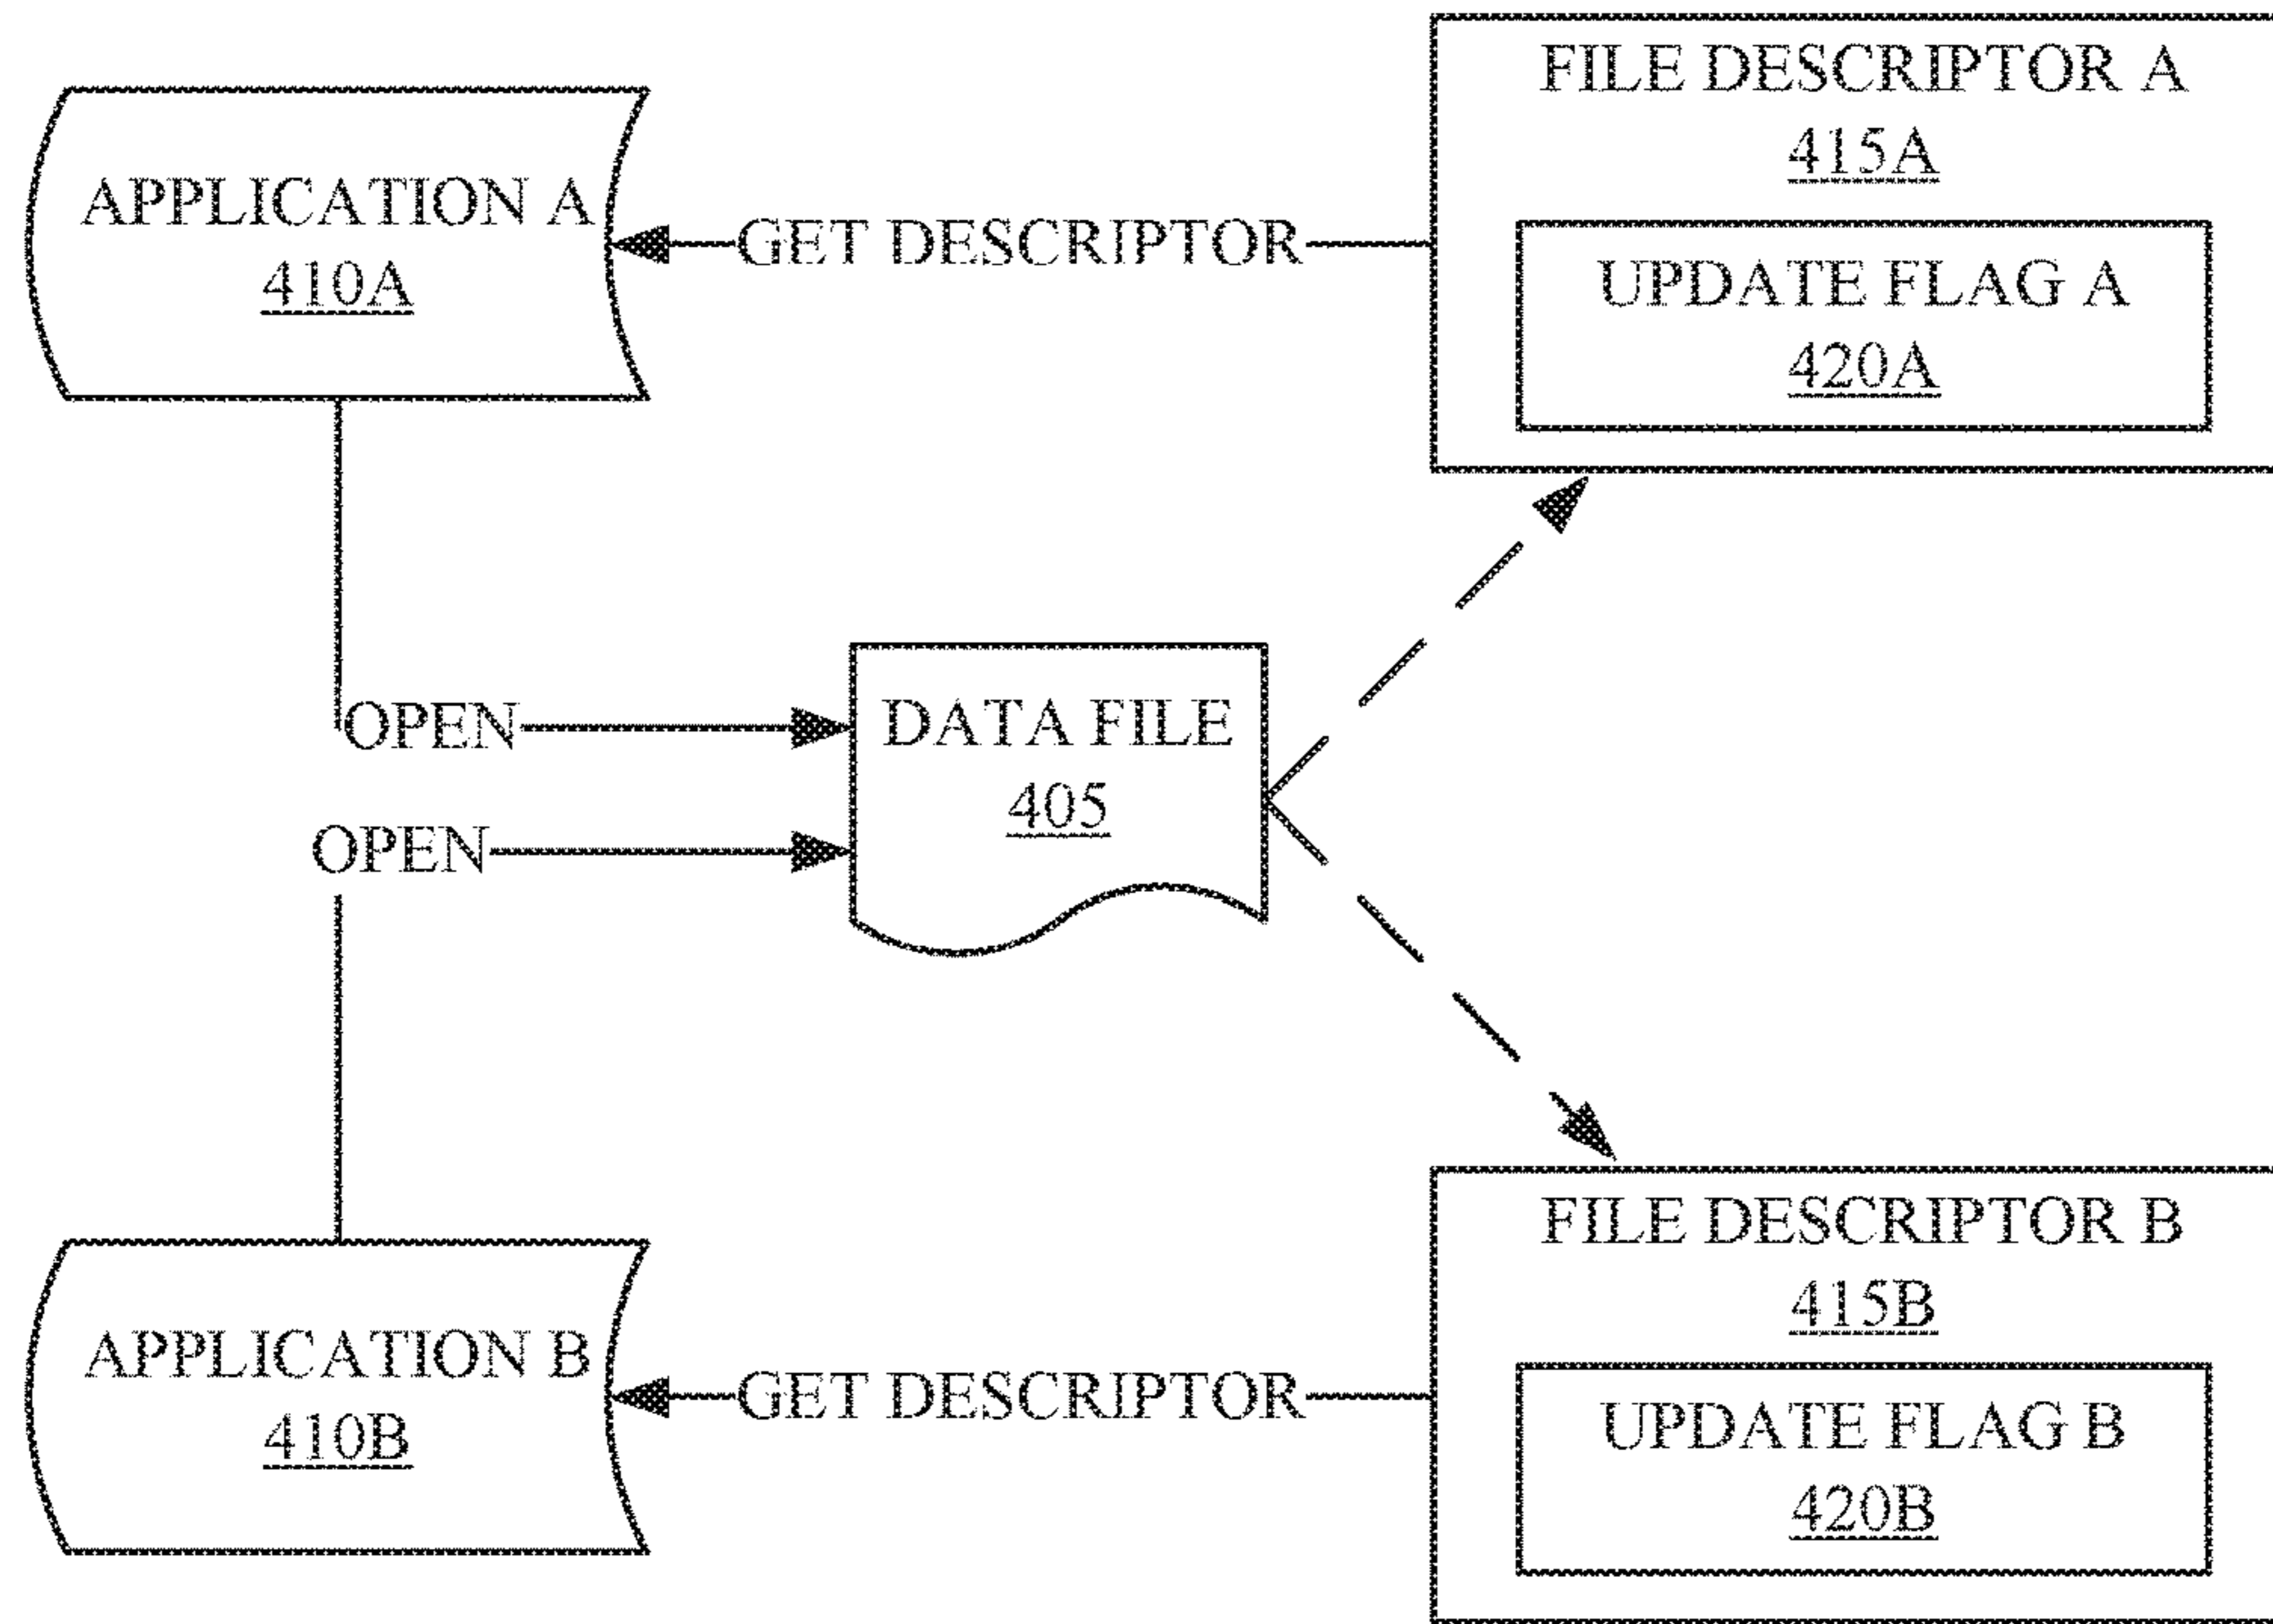 FILE DESCRIPTOR A
415A
APPLICATION A
410A
GET DESCRIPTOR
UPDATE FLAG A
420A
OPEN
DATA FILE
405
OPEN
FILE DESCRIPTOR B
415B
APPLICATION B
410B
GET DESCRIPTOR
UPDATE FLAG B
420B